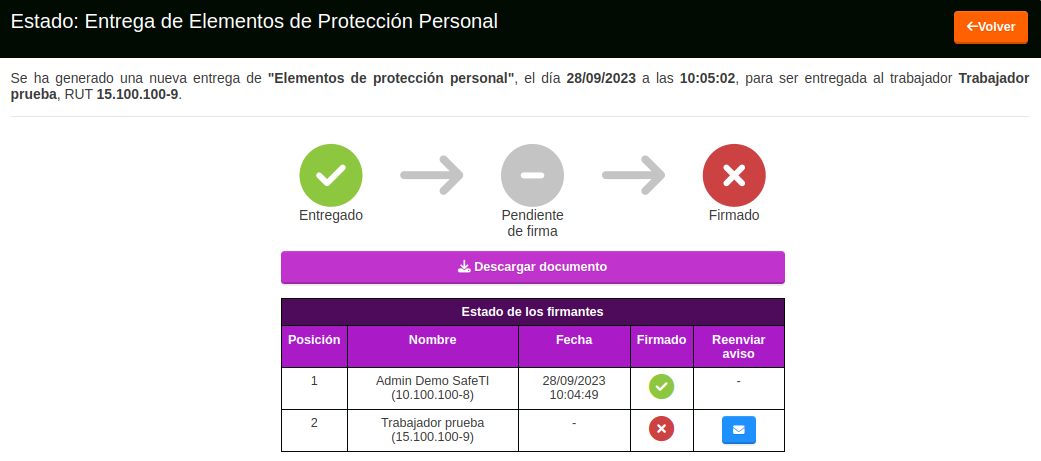 Estado: Entrega de Elementos de Protección Personal
Volver
Se ha generado una nueva entrega de "Elementos de protección personal", el día 28/09/2023 a las 10:05:02, para ser entregada al trabajador Trabajador
prueba, RUT 15.100.100-9.
Entregado
Pendiente
de firma
Firmado
Descargar documento
Estado de los firmantes
Posición Nombre Fecha Firmado Reenviar
aviso
1 Admin Demo SafeTI 28/09/2023 -
(10.100.100-8) 10:04:49
2 Trabajador prueba -
(15.100.100-9)